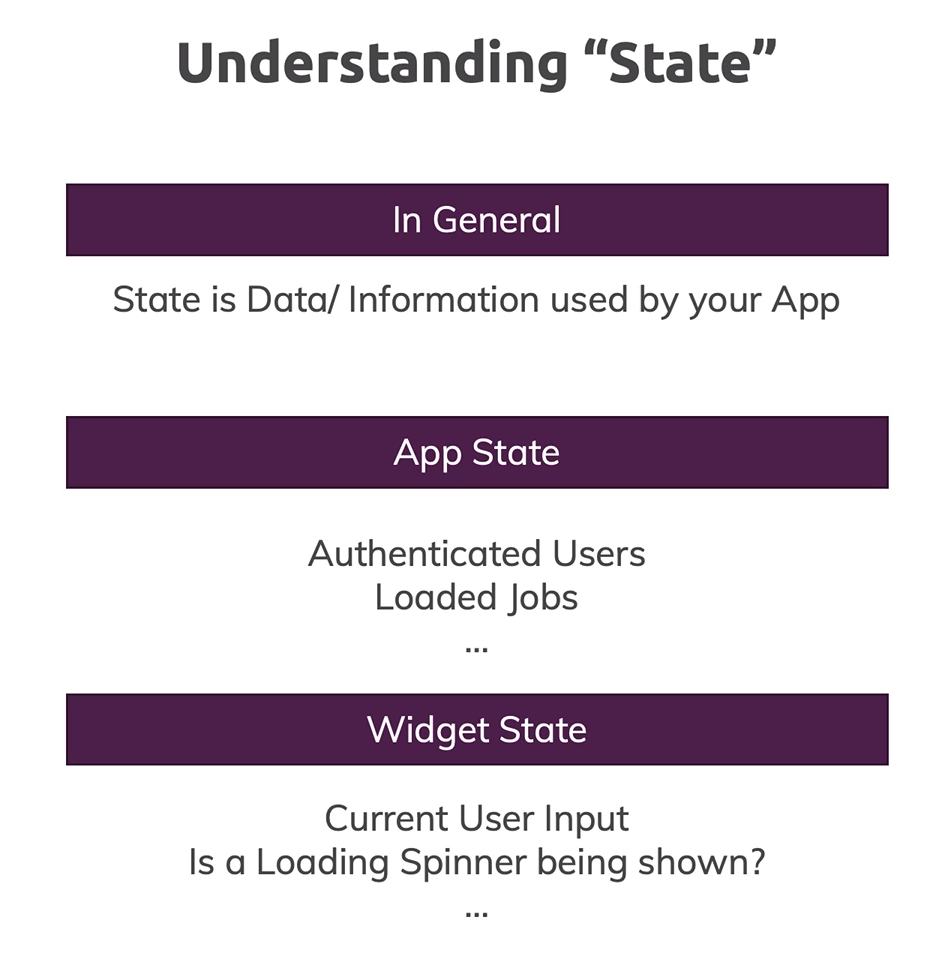 Understanding “State”
In General
State is Data/ Information used by your App
App State
Authenticated Users
Loaded Jobs
...
Widget State
Current User Input
Is a Loading Spinner being shown?
...